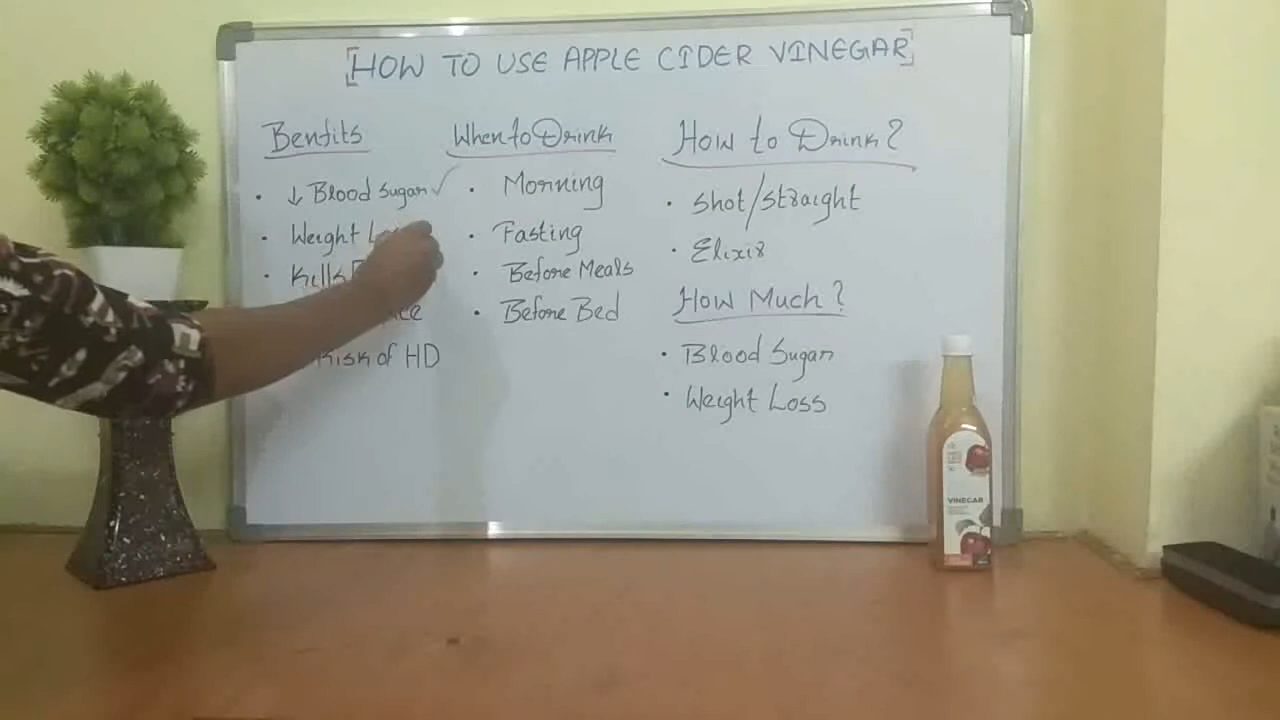 [HOW TO USE APPLE CIDER VINEGAR]
Benfits
• ↓ Blood Sugar ✓
• Weight
• Kills
Risk of HD
When to Drink
• Morning
• Fasting
• Before Meals
• Before Bed
How to Drink?
• Shot/Straight
• Elixir
How Much?
• Blood Sugar
• Weight Loss
VINEGAR